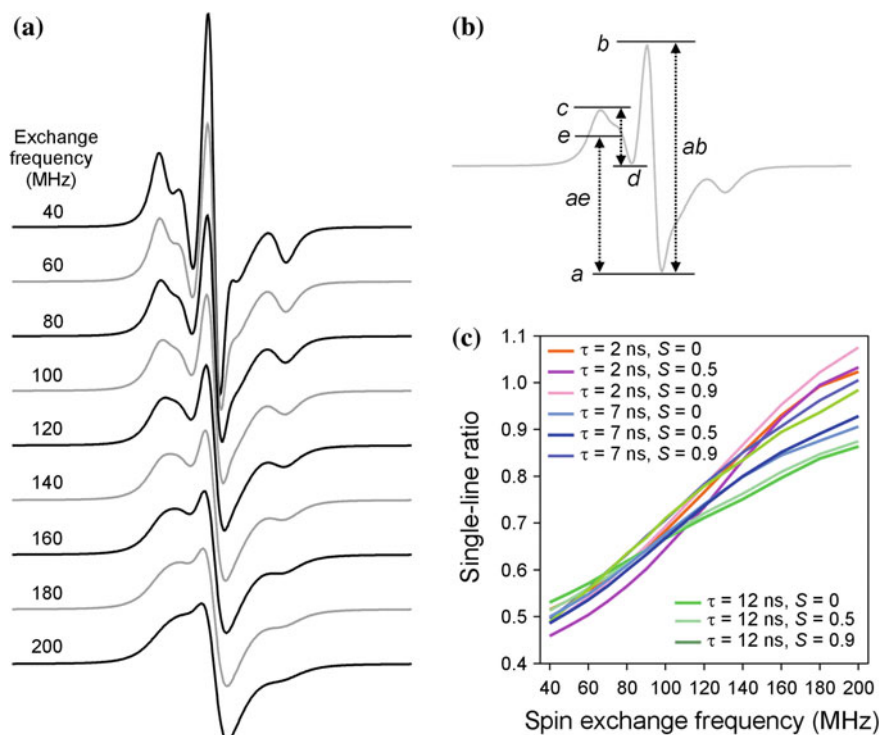 (a)
Exchange
frequency
(MHz)
40
60
80
100
120
140
160
180
200
(b)
b
c
e
d
ab
ae
a
(c)
1.1
1.0
0.9
0.8
0.7
0.6
0.5
0.4
Single-line ratio
τ = 2 ns, S = 0
τ = 2 ns, S = 0.5
τ = 2 ns, S = 0.9
τ = 7 ns, S = 0
τ = 7 ns, S = 0.5
τ = 7 ns, S = 0.9
τ = 12 ns, S = 0
τ = 12 ns, S = 0.5
τ = 12 ns, S = 0.9
40 60 80 100 120 140 160 180 200
Spin exchange frequency (MHz)